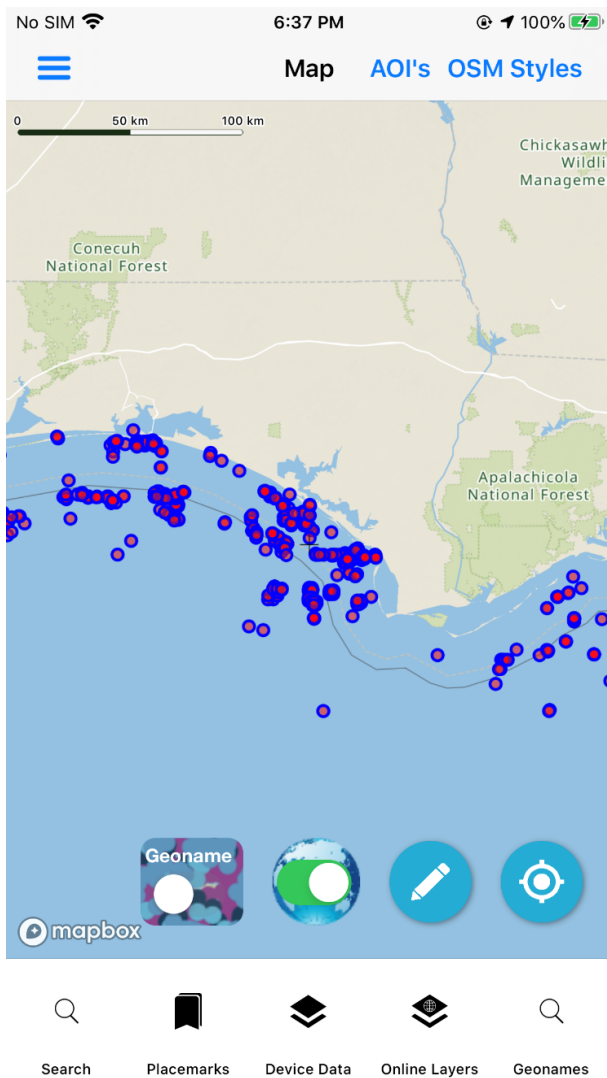 No SIM 6:37 PM 100%
Map AOI's OSM Styles
0 50 km 100 km
Chickasawh
Wildli
Manageme
Conecuh
National Forest
Apalachicola
National Forest
Geoname
mapbox
Search Placemarks Device Data Online Layers Geonames